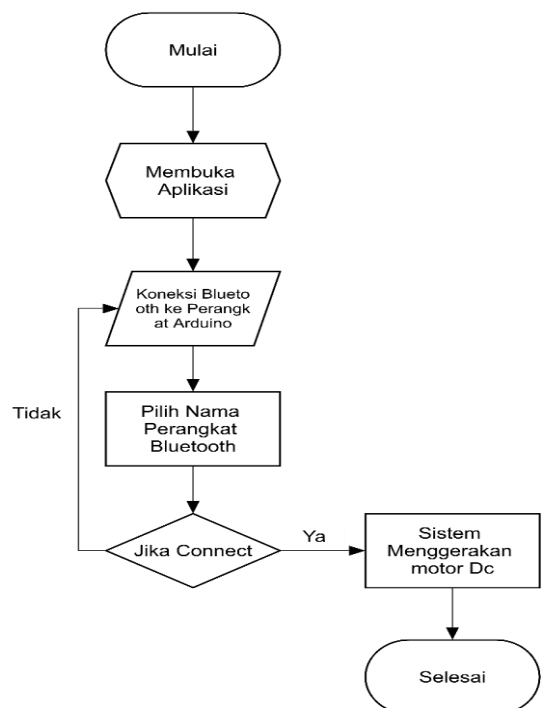 Mulai
Membuka
Aplikasi
Koneksi Blueto
oth ke Perangk
at Arduino
Tidak
Pilih Nama
Perangkat
Bluetooth
Jika Connect
Ya
Sistem
Menggerakan
motor Dc
Selesai